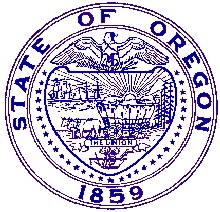 STATE OF OREGON
THE UNION
1859